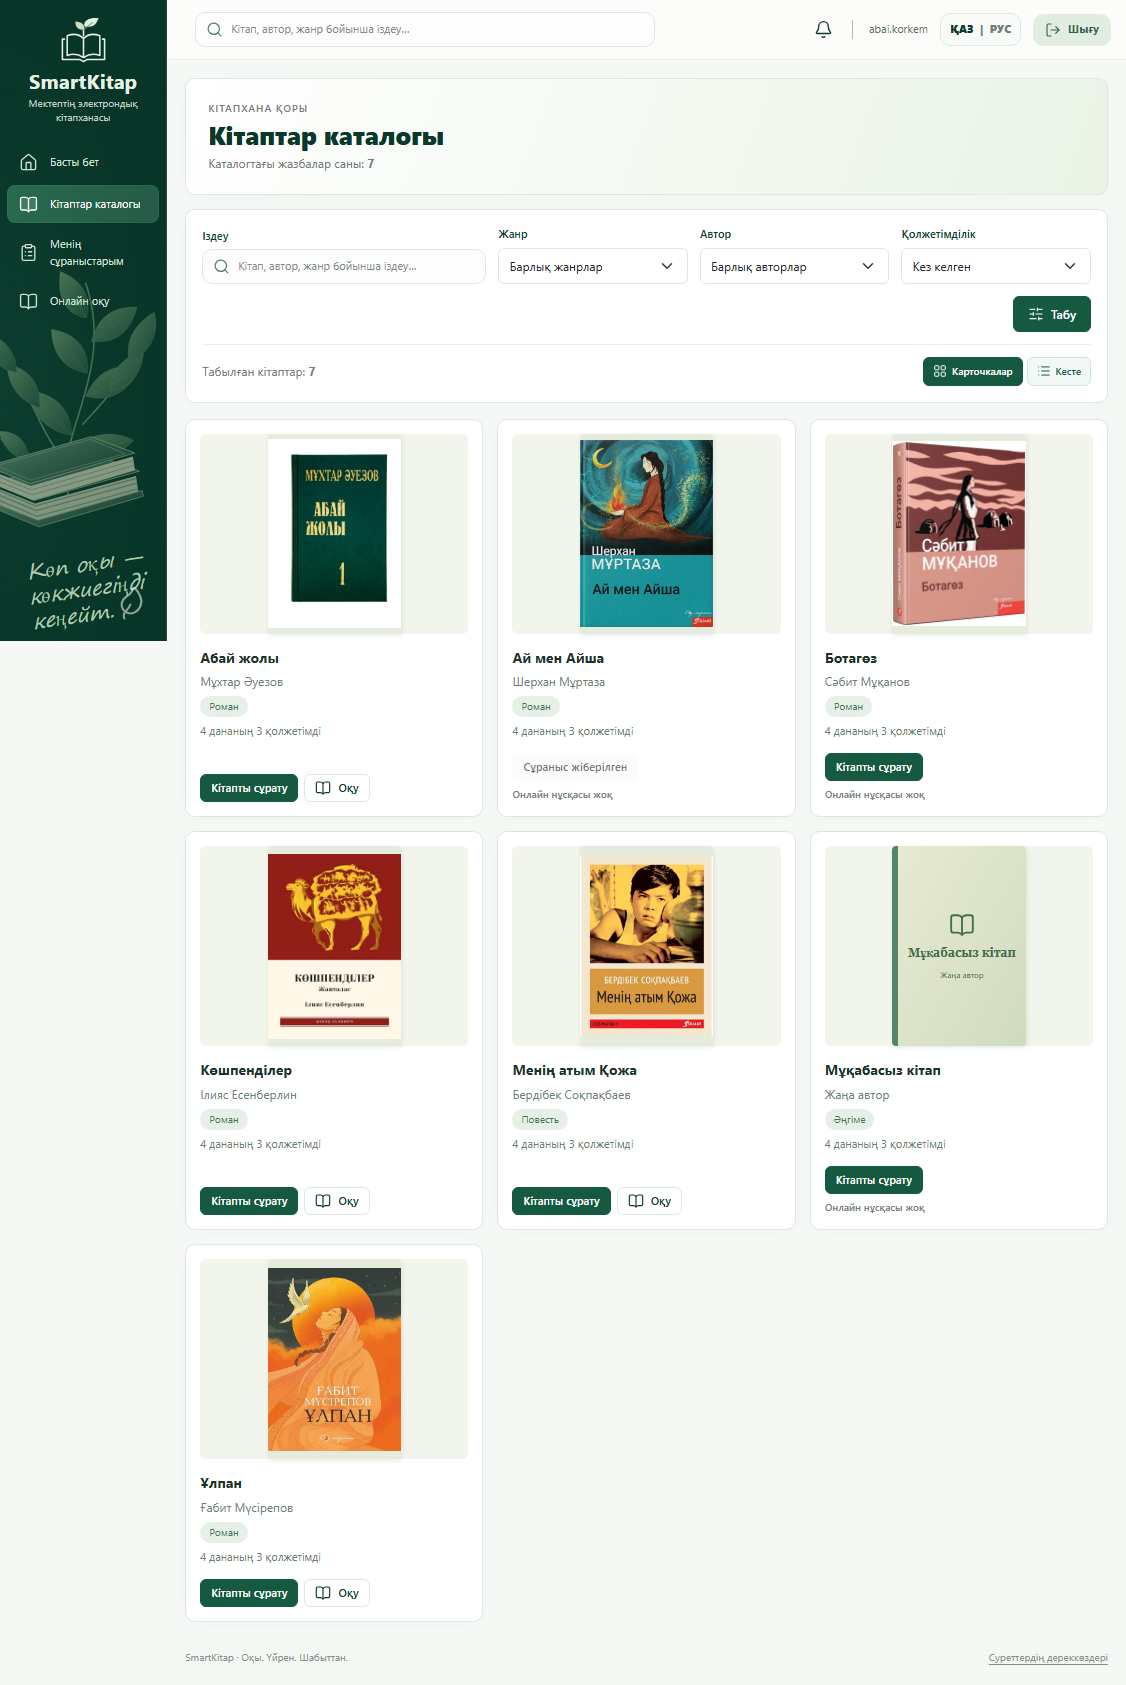 SmartKitap
Мектептің электрондық
кітапханасы
Басты бет
Кітаптар каталогы
Менің
сұраныстарым
Онлайн оқу
Көп оқы —
көкжиегіңді
кеңейт.
Кітап, автор, жанр бойынша іздеу...
abai.korkem
ҚАЗ | РУС
Шығу
КІТАПХАНА ҚОРЫ
Кітаптар каталогы
Каталогтағы жазбалар саны: 7
Іздеу
Жанр
Автор
Қолжетімділік
Кітап, автор, жанр бойынша іздеу...
Барлық жанрлар
Барлық авторлар
Кез келген
Табу
Табылған кітаптар: 7
Карточкалар
Кесте
МҰХТАР ӘУЕЗОВ
АБАЙ
ЖОЛЫ
1
Абай жолы
Мұхтар Әуезов
Роман
4 дананың 3 қолжетімді
Кітапты сұрату
Оқу
Шерхан
МҰРТАЗА
Ай мен Айша
Ай мен Айша
Шерхан Мұртаза
Роман
4 дананың 3 қолжетімді
Сұраныс жіберілген
Онлайн нұсқасы жоқ
Ботагөз
Сәбит
МҰҚАНОВ
Ботагөз
Ботагөз
Сәбит Мұқанов
Роман
4 дананың 3 қолжетімді
Кітапты сұрату
Онлайн нұсқасы жоқ
КӨШПЕНДІЛЕР
Жанталас
Ілияс Есенберлин
Көшпенділер
Ілияс Есенберлин
Роман
4 дананың 3 қолжетімді
Кітапты сұрату
Оқу
БЕРДІБЕК СОҚПАҚБАЕВ
Менің атым Қожа
Менің атым Қожа
Бердібек Соқпақбаев
Повесть
4 дананың 3 қолжетімді
Кітапты сұрату
Оқу
Мұқабасыз кітап
Жаңа автор
Мұқабасыз кітап
Жаңа автор
Әңгіме
4 дананың 3 қолжетімді
Кітапты сұрату
Онлайн нұсқасы жоқ
ҒАБИТ
МҮСІРЕПОВ
ҰЛПАН
Ұлпан
Ғабит Мүсірепов
Роман
4 дананың 3 қолжетімді
Кітапты сұрату
Оқу
SmartKitap · Оқы. Үйрен. Шабыттан.
Суреттердің дереккөздері